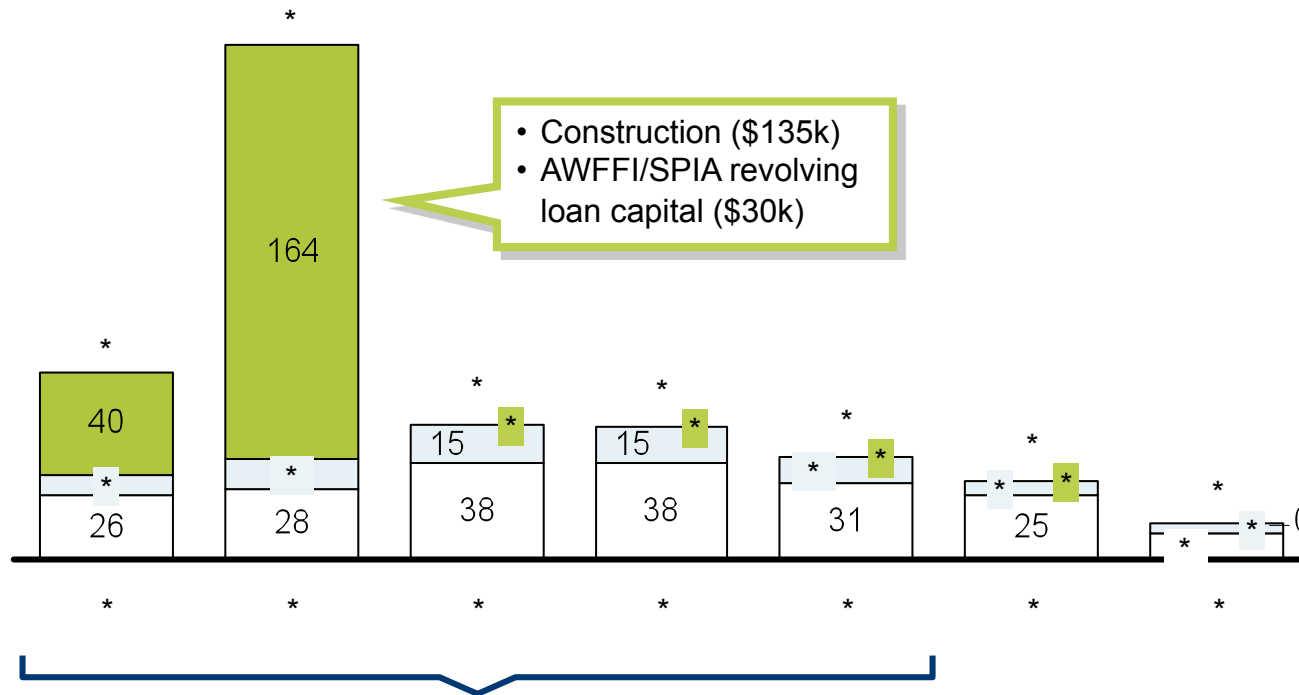 *
• Construction ($135k)
• AWFFI/SPIA revolving
loan capital ($30k)
164
*
40
* * * * *
15 * 15 * * * * * *
* *
26 28 38 38 31 25 *
* * * * * * *